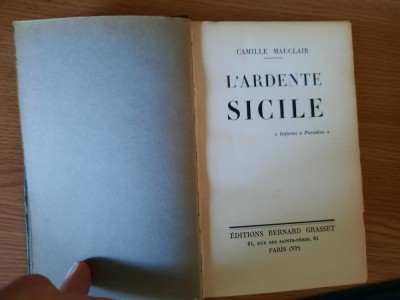 CAMILLE MAUCLAIR
L'ARDENTE
SICILE
« Inferno e Paradiso »
ÉDITIONS BERNARD GRASSET
61, RUE DES SAINTS-PÈRES, 61
PARIS (VIe)